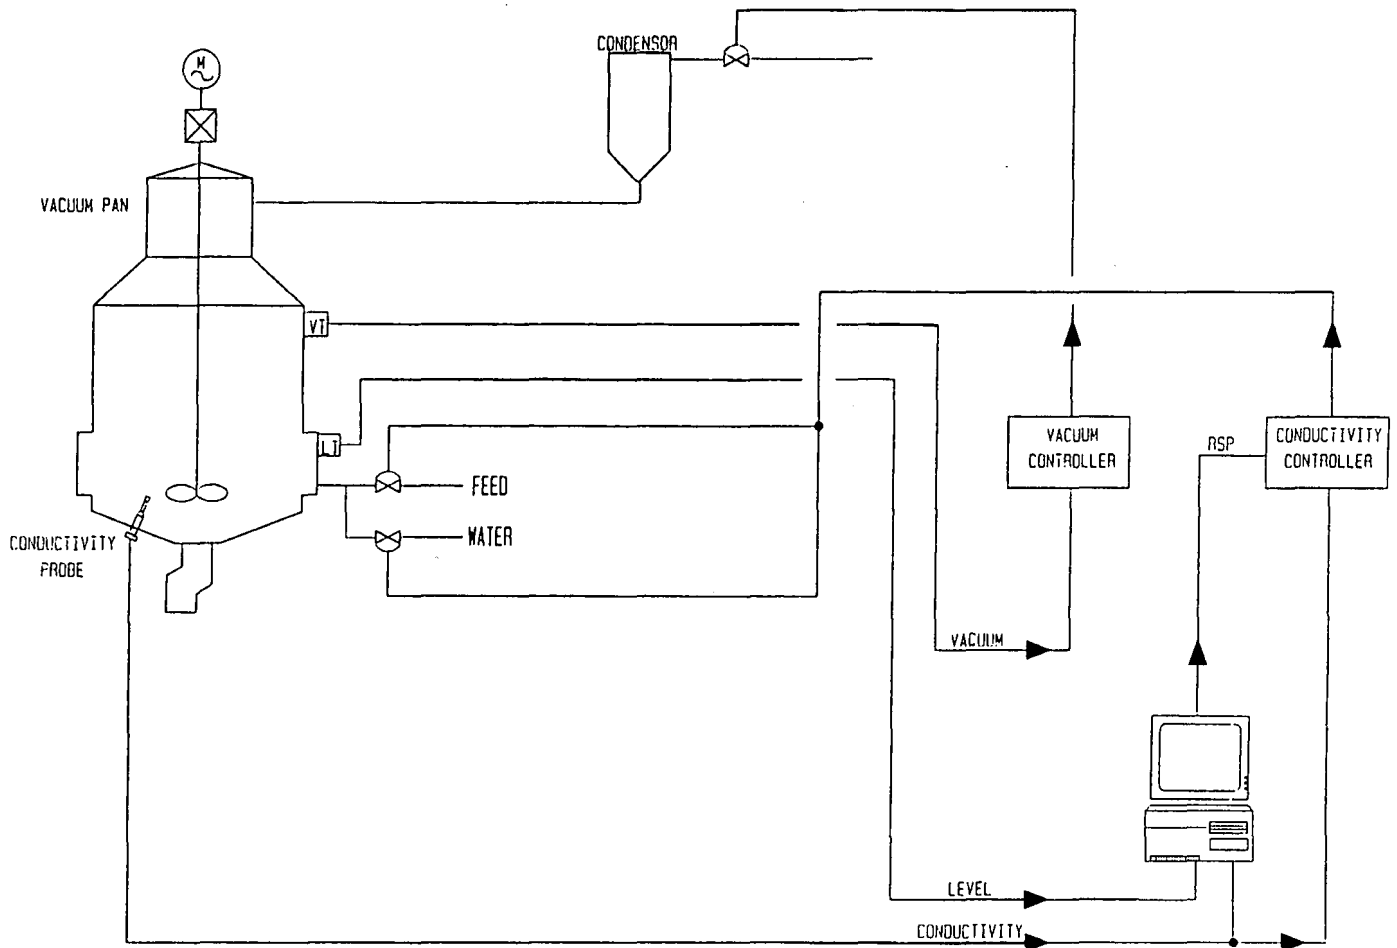 CONDENSOR
M
VACUUM PAN
VT
LT
VACUUM
CONTROLLER
RSP
CONDUCTIVITY
CONTROLLER
FEED
WATER
CONDUCTIVITY
PROBE
VACUUM
LEVEL
CONDUCTIVITY